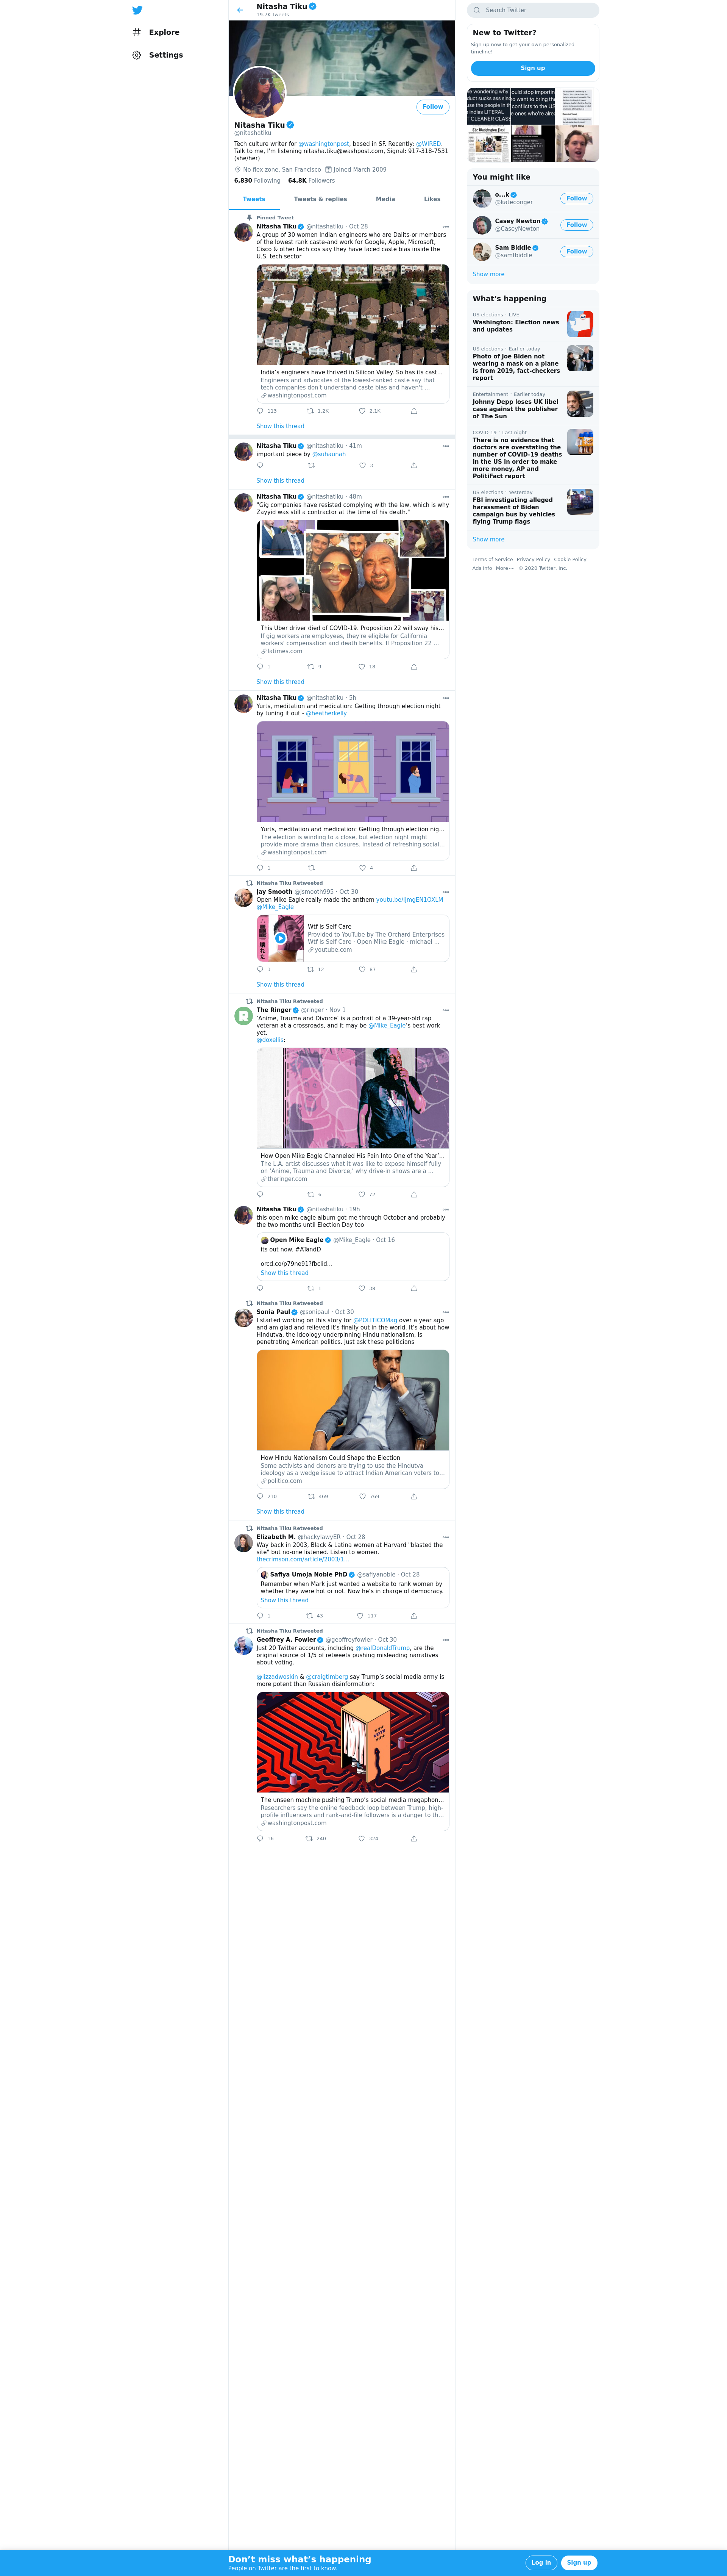 Explore
Settings
Nitasha Tiku
19.7K Tweets
Follow
Nitasha Tiku
@nitashatiku
Tech culture writer for @washingtonpost, based in SF. Recently: @WIRED.
Talk to me, I'm listening nitasha.tiku@washpost.com, Signal: 917-318-7531
(she/her)
No flex zone, San Francisco Joined March 2009
6,830 Following 64.8K Followers
Tweets Tweets & replies Media Likes
Pinned Tweet
Nitasha Tiku @nitashatiku · Oct 28
A group of 30 women Indian engineers who are Dalits-or members
of the lowest rank caste-and work for Google, Apple, Microsoft,
Cisco & other tech cos say they have faced caste bias inside the
U.S. tech sector
India's engineers have thrived in Silicon Valley. So has its cast...
Engineers and advocates of the lowest-ranked caste say that
tech companies don't understand caste bias and haven't ...
washingtonpost.com
113 1.2K 2.1K
Show this thread
Nitasha Tiku @nitashatiku · 41m
important piece by @suhaunah
3
Show this thread
Nitasha Tiku @nitashatiku · 48m
"Gig companies have resisted complying with the law, which is why
Zayyid was still a contractor at the time of his death."
This Uber driver died of COVID-19. Proposition 22 will sway his...
If gig workers are employees, they're eligible for California
workers' compensation and death benefits. If Proposition 22 ...
latimes.com
1 9 18
Show this thread
Nitasha Tiku @nitashatiku · 5h
Yurts, meditation and medication: Getting through election night
by tuning it out - @heatherkelly
Yurts, meditation and medication: Getting through election nig...
The election is winding to a close, but election night might
provide more drama than closures. Instead of refreshing social...
washingtonpost.com
1 4
Nitasha Tiku Retweeted
Jay Smooth @jsmooth995 · Oct 30
Open Mike Eagle really made the anthem youtu.be/ljmgEN1OXLM
@Mike_Eagle
Wtf is Self Care
Provided to YouTube by The Orchard Enterprises
Wtf is Self Care · Open Mike Eagle · michael ...
youtube.com
3 12 87
Show this thread
Nitasha Tiku Retweeted
The Ringer @ringer · Nov 1
'Anime, Trauma and Divorce' is a portrait of a 39-year-old rap
veteran at a crossroads, and it may be @Mike_Eagle's best work
yet.
@doxellis:
How Open Mike Eagle Channeled His Pain Into One of the Year'...
The L.A. artist discusses what it was like to expose himself fully
on 'Anime, Trauma and Divorce,' why drive-in shows are a ...
theringer.com
6 72
Nitasha Tiku @nitashatiku · 19h
this open mike eagle album got me through October and probably
the two months until Election Day too
Open Mike Eagle @Mike_Eagle · Oct 16
its out now. #ATandD
orcd.co/p79ne91?fbclid...
Show this thread
1 38
Nitasha Tiku Retweeted
Sonia Paul @sonipaul · Oct 30
I started working on this story for @POLITICOMag over a year ago
and am glad and relieved it's finally out in the world. It's about how
Hindutva, the ideology underpinning Hindu nationalism, is
penetrating American politics. Just ask these politicians
How Hindu Nationalism Could Shape the Election
Some activists and donors are trying to use the Hindutva
ideology as a wedge issue to attract Indian American voters to...
politico.com
210 469 769
Show this thread
Nitasha Tiku Retweeted
Elizabeth M. @hackylawyER · Oct 28
Way back in 2003, Black & Latina women at Harvard "blasted the
site" but no-one listened. Listen to women.
thecrimson.com/article/2003/1...
Safiya Umoja Noble PhD @safiyanoble · Oct 28
Remember when Mark just wanted a website to rank women by
whether they were hot or not. Now he's in charge of democracy.
Show this thread
1 43 117
Nitasha Tiku Retweeted
Geoffrey A. Fowler @geoffreyfowler · Oct 30
Just 20 Twitter accounts, including @realDonaldTrump, are the
original source of 1/5 of retweets pushing misleading narratives
about voting.
@lizzadwoskin & @craigtimberg say Trump's social media army is
more potent than Russian disinformation:
VOTE
The unseen machine pushing Trump's social media megaphon...
Researchers say the online feedback loop between Trump, high-
profile influencers and rank-and-file followers is a danger to th...
washingtonpost.com
16 240 324
Search Twitter
New to Twitter?
Sign up now to get your own personalized
timeline!
Sign up
You might like
o...k
@kateconger
Follow
Casey Newton
@CaseyNewton
Follow
Sam Biddle
@samfbiddle
Follow
Show more
What's happening
US elections · LIVE
Washington: Election news
and updates
US elections · Earlier today
Photo of Joe Biden not
wearing a mask on a plane
is from 2019, fact-checkers
report
Entertainment · Earlier today
Johnny Depp loses UK libel
case against the publisher
of The Sun
COVID-19 · Last night
There is no evidence that
doctors are overstating the
number of COVID-19 deaths
in the US in order to make
more money, AP and
PolitiFact report
US elections · Yesterday
FBI investigating alleged
harassment of Biden
campaign bus by vehicles
flying Trump flags
Show more
Terms of Service Privacy Policy Cookie Policy
Ads info More © 2020 Twitter, Inc.
Don't miss what's happening
People on Twitter are the first to know.
Log in Sign up